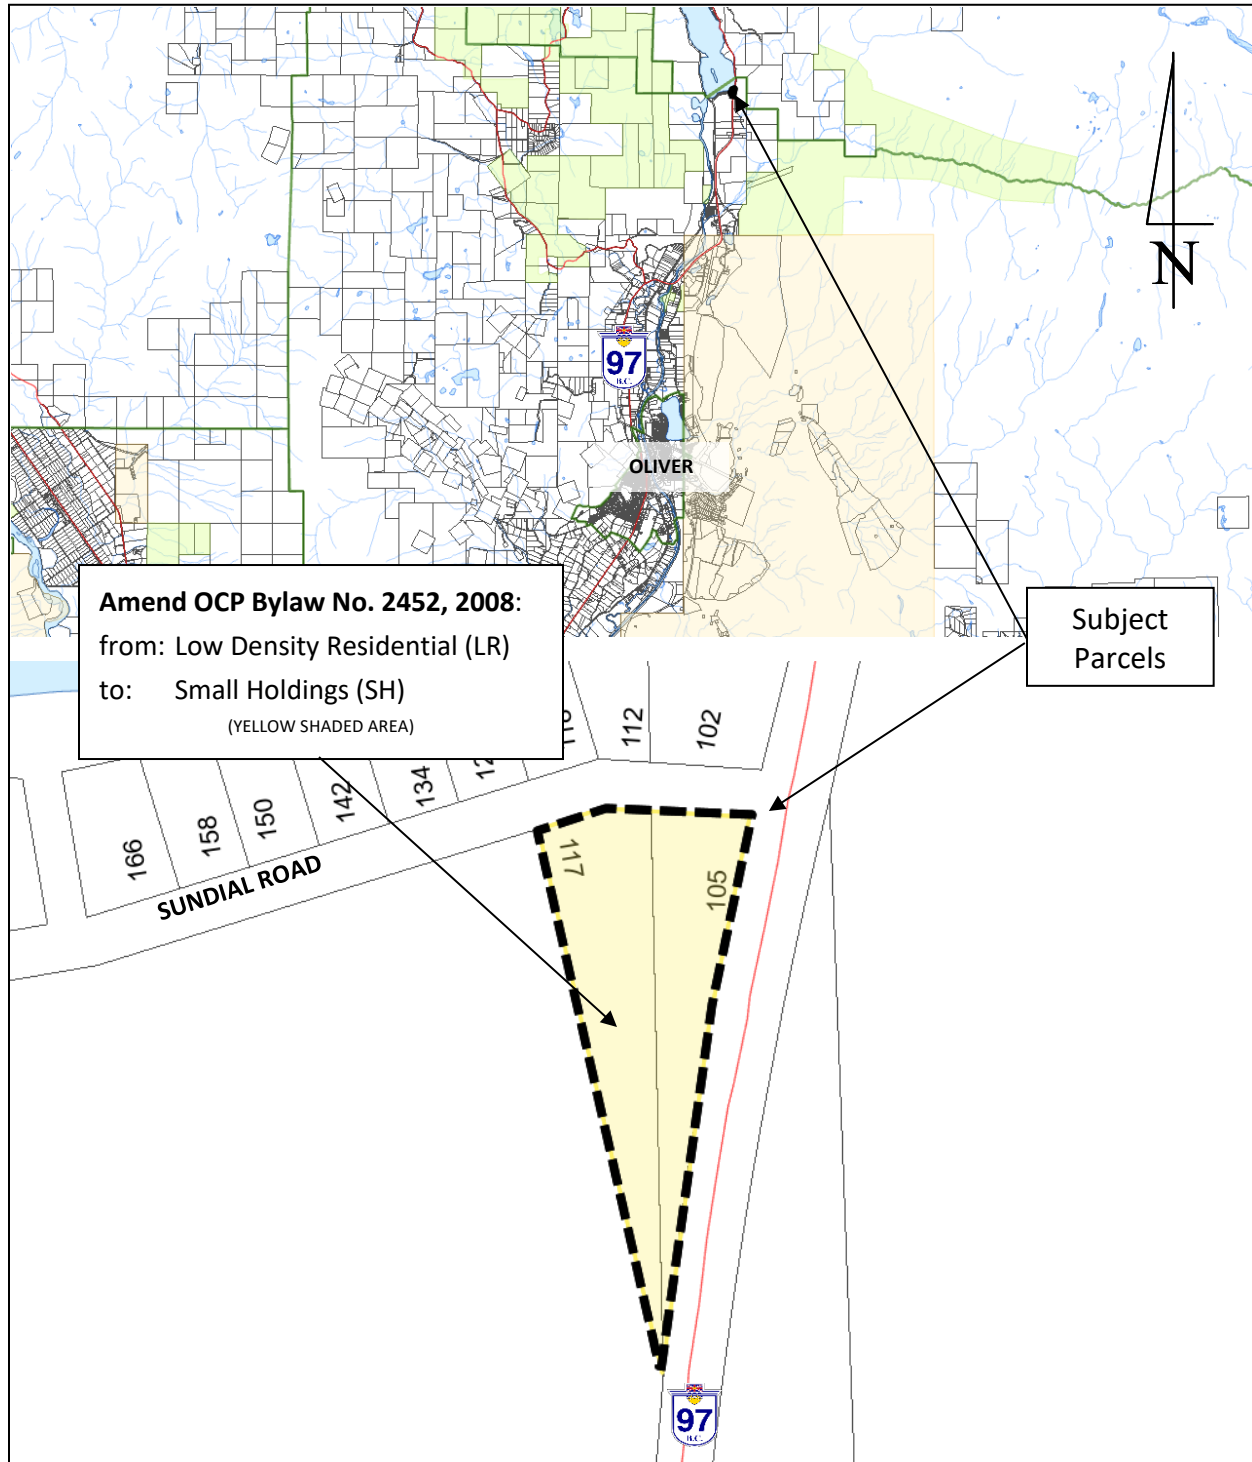 N
97
B.C.
OLIVER
Amend OCP Bylaw No. 2452, 2008:
from: Low Density Residential (LR)
to: Small Holdings (SH)
(YELLOW SHADED AREA)
Subject
Parcels
112
102
134
142
150
158
166
117
105
SUNDIAL ROAD
97
B.C.